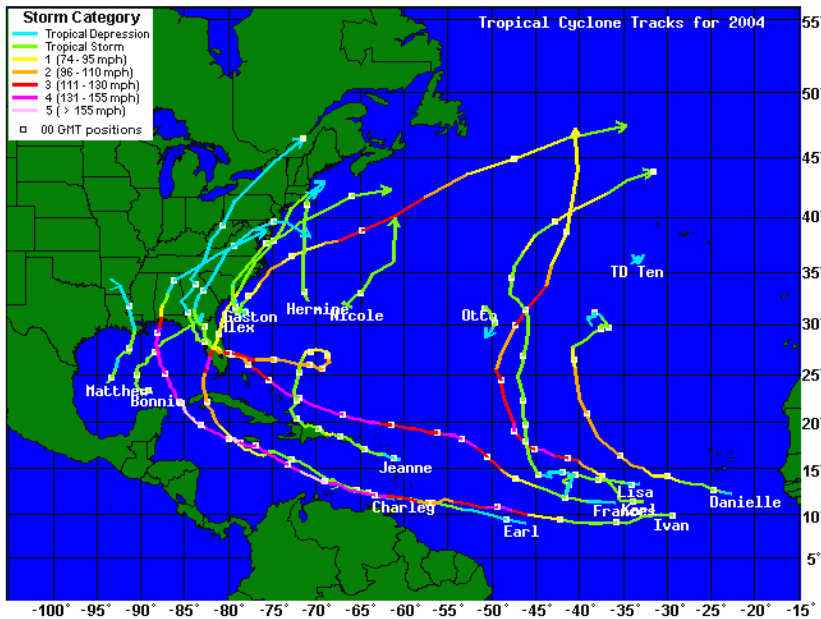 Storm Category
Tropical Depression
Tropical Storm
1 (74-95 mph)
2 (96-110 mph)
3 (111-130 mph)
4 (131-155 mph)
5 ( > 155 mph)
00 GMT positions
Tropical Cyclone Tracks for 2004
55°
50°
45°
40°
35°
30°
25°
20°
15°
10°
5°
TD Ten
Hermine
Nicole
Gaston
Alex
Otto
Matthew
Bonnie
Jeanne
Charley
Earl
Lisa
Karl
Frances
Ivan
Danielle
-100° -95° -90° -85° -80° -75° -70° -65° -60° -55° -50° -45° -40° -35° -30° -25° -20° -15°